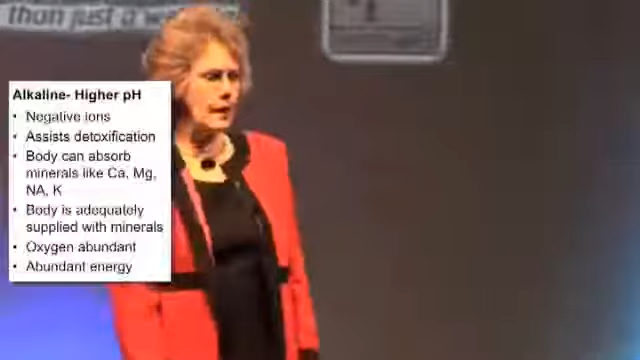 than just a wa
Alkaline- Higher pH
• Negative ions
• Assists detoxification
• Body can absorb
minerals like Ca, Mg,
NA, K
• Body is adequately
supplied with minerals
• Oxygen abundant
• Abundant energy